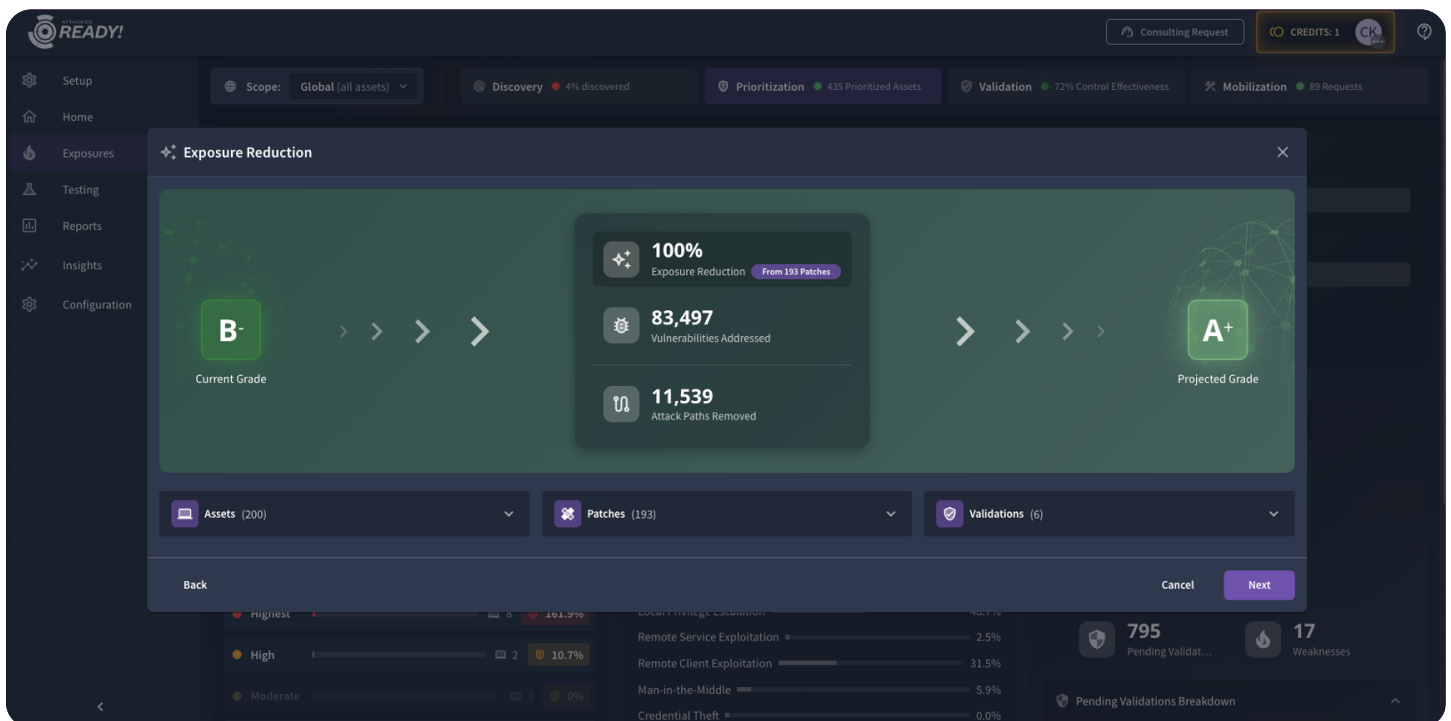 READY!
Consulting Request
CREDITS: 1
CK
Setup
Home
Exposures
Testing
Reports
Insights
Configuration
Scope: Global (all assets)
Discovery 4% discovered
Prioritization 435 Prioritized Assets
Validation 72% Control Effectiveness
Mobilization 89 Requests
Exposure Reduction
B-
Current Grade
100%
Exposure Reduction From 193 Patches
83,497
Vulnerabilities Addressed
11,539
Attack Paths Removed
A+
Projected Grade
Assets (200)
Patches (193)
Validations (6)
Back
Cancel
Next
Highest 8 161.9%
High 2 10.7%
Moderate 0 0%
Local Privilege Escalation
Remote Service Exploitation 2.5%
Remote Client Exploitation 31.5%
Man-in-the-Middle 5.9%
Credential Theft 0.0%
795
Pending Validat...
17
Weaknesses
Pending Validations Breakdown